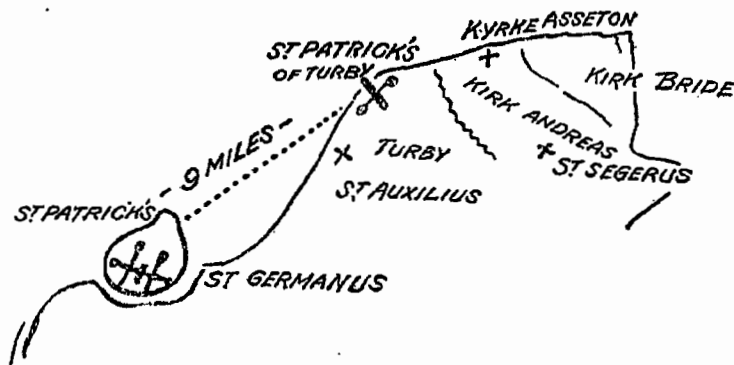 KYRKE ASSETON
ST PATRICK'S
OF TURBY
KIRK BRIDE
KIRK ANDREAS
- 9 MILES -
TURBY
ST SEGERUS
ST AUXILIUS
ST PATRICK'S
ST GERMANUS